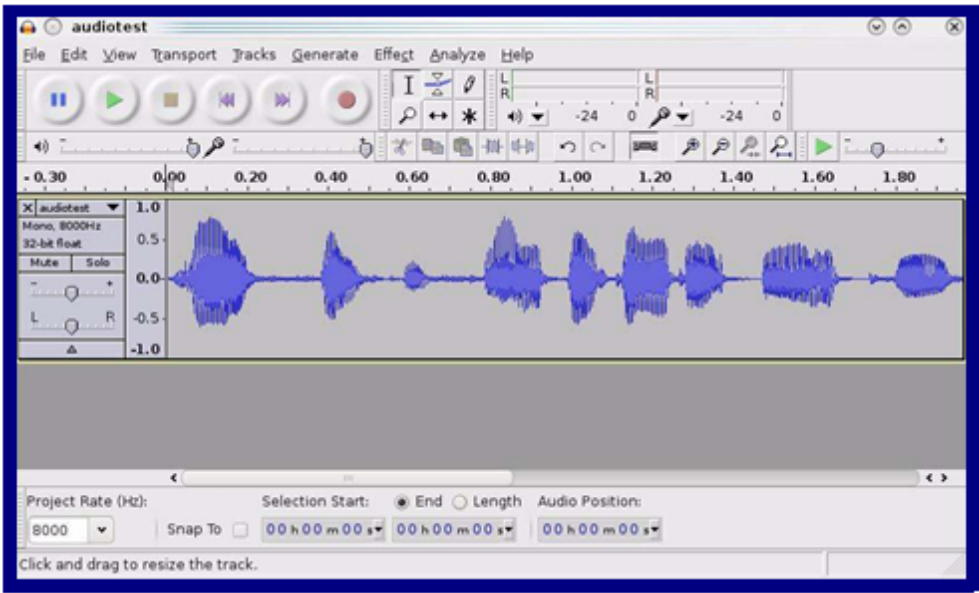 audiotest
File Edit View Transport Tracks Generate Effect Analyze Help
L
R
-24 0
L
R
-24 0
- 0.30 0.00 0.20 0.40 0.60 0.80 1.00 1.20 1.40 1.60 1.80
X audiotest
Mono, 8000Hz
32-bit float
Mute Solo
- +
L R
1.0
0.5
0.0
-0.5
-1.0
Project Rate (Hz): Selection Start: End Length Audio Position:
8000 Snap To 00 h 00 m 00 s 00 h 00 m 00 s 00 h 00 m 00 s
Click and drag to resize the track.